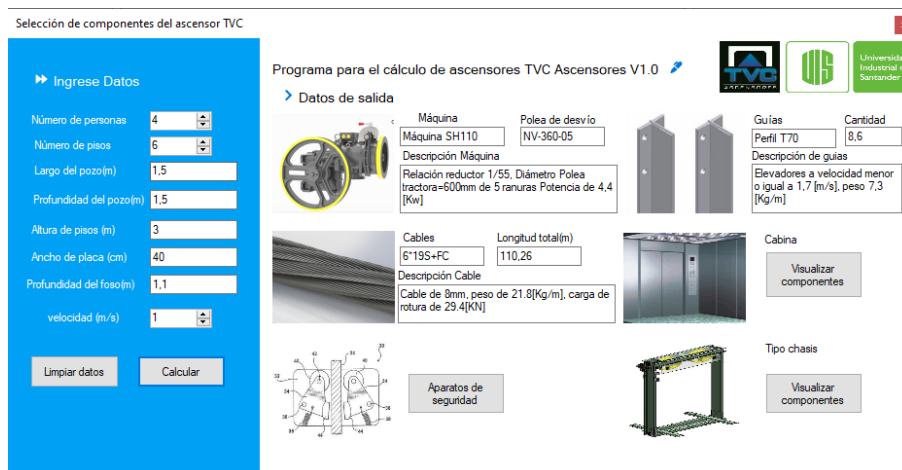 Selección de componentes del ascensor TVC
Ingrese Datos
Número de personas 4
Número de pisos 6
Largo del pozo(m) 1,5
Profundidad del pozo(m) 1,5
Altura de pisos (m) 3
Ancho de placa (cm) 40
Profundidad del foso(m) 1,1
velocidad (m/s) 1
Limpiar datos Calcular
Programa para el cálculo de ascensores TVC Ascensores V1.0
TVC
ASCENSORES
UIS
Universida
Industrial
Santander
Datos de salida
Máquina Polea de desvío
Máquina SH110 NV-360-05
Descripción Máquina
Relación reductor 1/55, Diámetro Polea
tractora=600mm de 5 ranuras Potencia de 4,4
[Kw]
Guías Cantidad
Perfil T70 8,6
Descripción de guias
Elevadores a velocidad menor
o igual a 1,7 [m/s], peso 7,3
[Kg/m]
Cables Longitud total(m)
6*19S+FC 110,26
Descripción Cable
Cable de 8mm, peso de 21.8[Kg/m], carga de
rotura de 29.4[KN]
Cabina
Visualizar
componentes
Aparatos de
seguridad
Tipo chasis
Visualizar
componentes